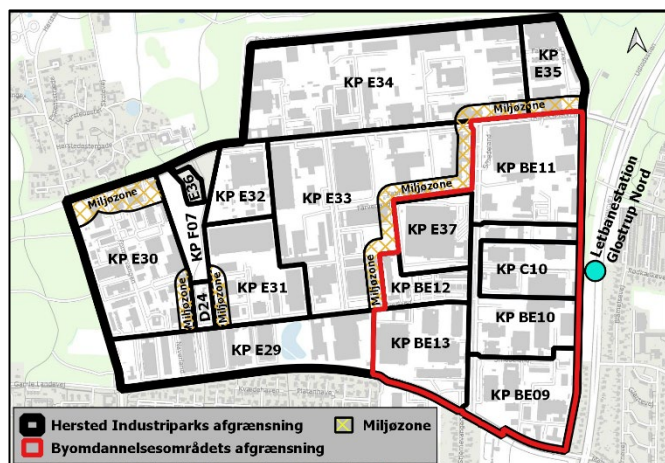 KP E34
KP
E35
Miljøzone
KP BE11
E36
KP E32
KP E33
Miljøzone
Miljøzone
KP F07
KP E37
KP E30
Letbanestation
Glostrup Nord
KP E31
Miljøzone
KP C10
KP BE12
D24
KP BE10
KP E29
KP BE13
KP BE09
Hersted Industriparks afgrænsning
Miljøzone
Byomdannelsesområdets afgrænsning